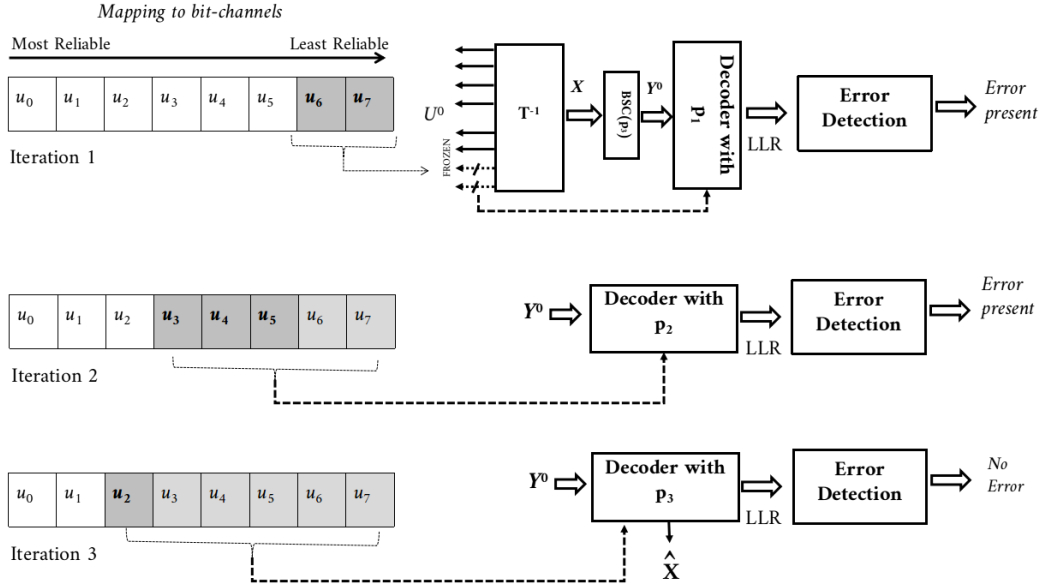 Mapping to bit-channels
Most Reliable Least Reliable
u0 u1 u2 u3 u4 u5 u6 u7
Iteration 1
U⁰
FROZEN
T⁻¹
X
BSC(p₃)
Y⁰
Decoder with p₁
LLR
Error
Detection
Error
present
u0 u1 u2 u3 u4 u5 u6 u7
Iteration 2
Y⁰
Decoder with
p₂
LLR
Error
Detection
Error
present
u0 u1 u2 u3 u4 u5 u6 u7
Iteration 3
Y⁰
Decoder with
p₃
X̂
LLR
Error
Detection
No
Error